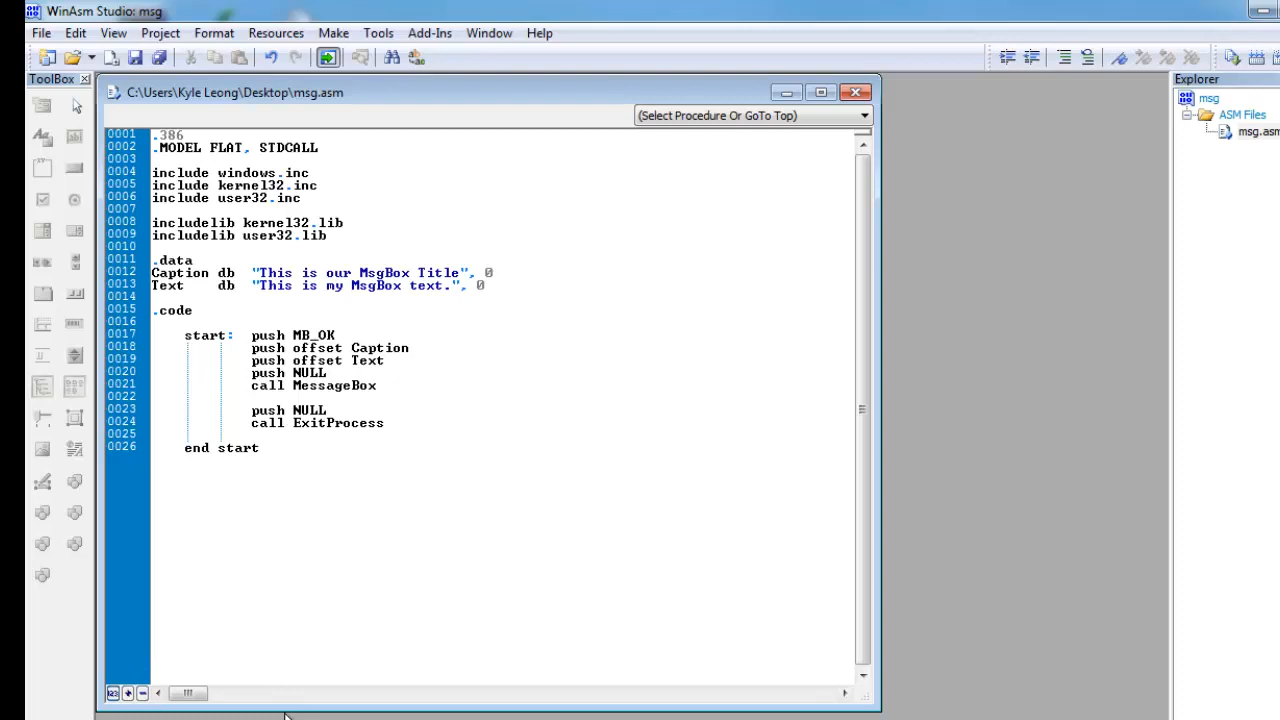 WinAsm Studio: msg
File Edit View Project Format Resources Make Tools Add-Ins Window Help
ToolBox
C:\Users\Kyle Leong\Desktop\msg.asm
(Select Procedure Or GoTo Top)
0001 .386
0002 .MODEL FLAT, STDCALL
0003
0004 include windows.inc
0005 include kernel32.inc
0006 include user32.inc
0007
0008 includelib kernel32.lib
0009 includelib user32.lib
0010
0011 .data
0012 Caption db "This is our MsgBox Title", 0
0013 Text db "This is my MsgBox text.", 0
0014
0015 .code
0016
0017 start: push MB_OK
0018 push offset Caption
0019 push offset Text
0020 push NULL
0021 call MessageBox
0022
0023 push NULL
0024 call ExitProcess
0025
0026 end start
Explorer
msg
ASM Files
msg.asm